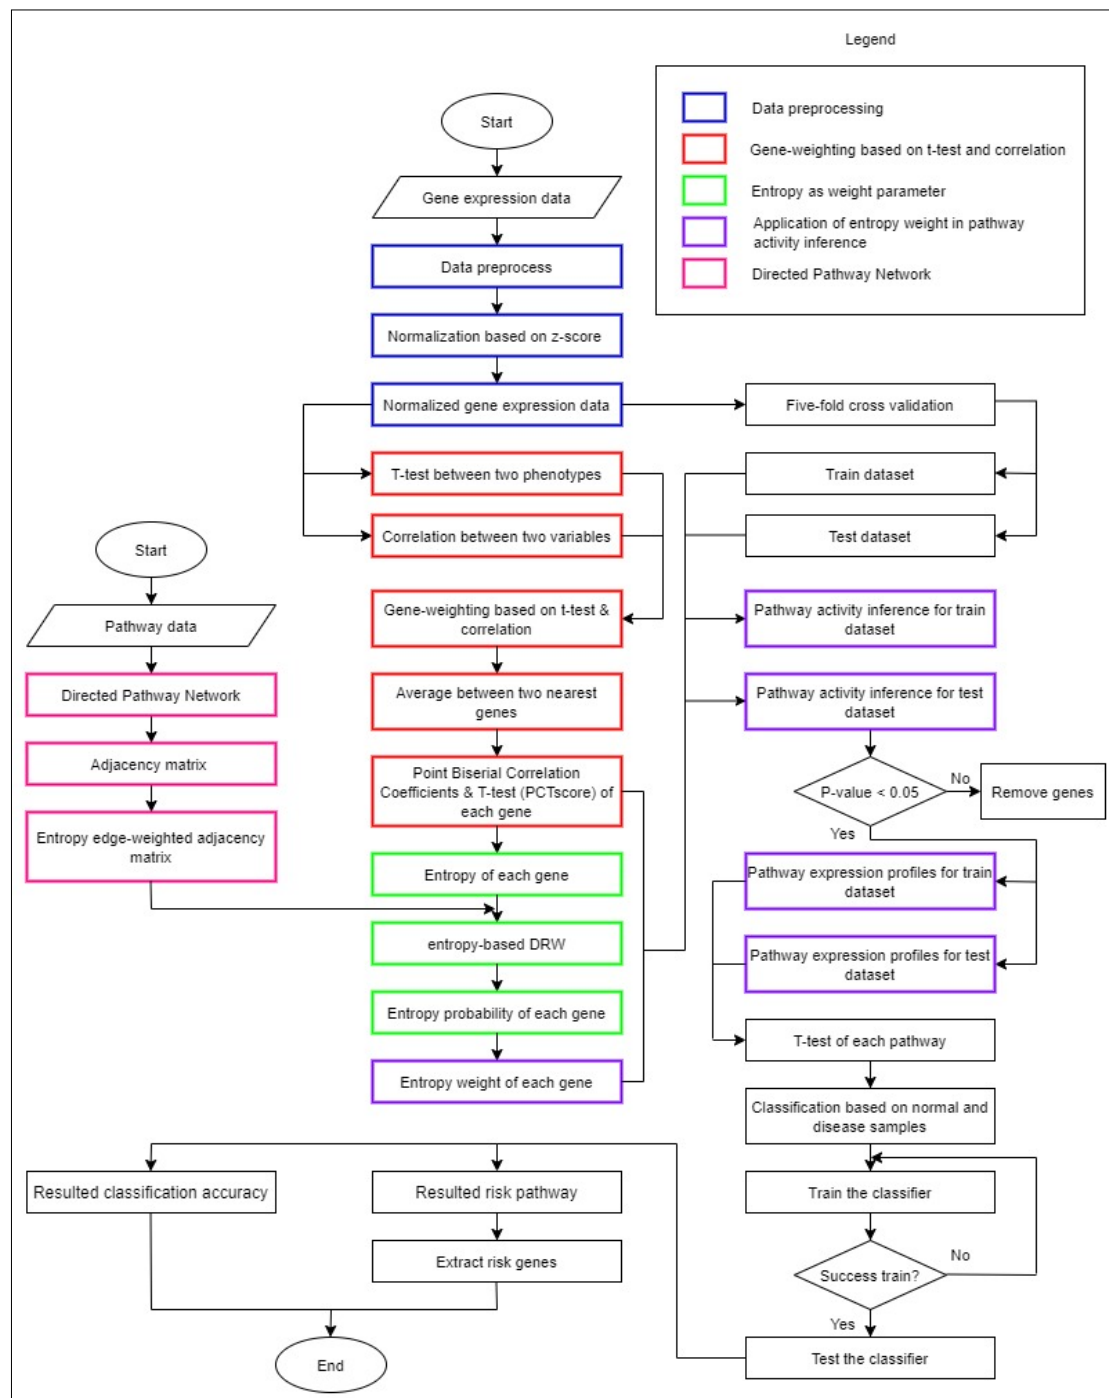 Legend
Data preprocessing
Gene-weighting based on t-test and correlation
Entropy as weight parameter
Application of entropy weight in pathway
activity inference
Directed Pathway Network
Start
Gene expression data
Data preprocess
Normalization based on z-score
Normalized gene expression data
Five-fold cross validation
T-test between two phenotypes
Train dataset
Correlation between two variables
Test dataset
Start
Pathway data
Directed Pathway Network
Adjacency matrix
Entropy edge-weighted adjacency
matrix
Gene-weighting based on t-test &
correlation
Average between two nearest
genes
Point Biserial Correlation
Coefficients & T-test (PCTscore) of
each gene
Entropy of each gene
entropy-based DRW
Entropy probability of each gene
Entropy weight of each gene
Pathway activity inference for train
dataset
Pathway activity inference for test
dataset
P-value < 0.05
No
Remove genes
Yes
Pathway expression profiles for train
dataset
Pathway expression profiles for test
dataset
T-test of each pathway
Classification based on normal and
disease samples
Train the classifier
Success train?
No
Yes
Test the classifier
Resulted classification accuracy
Resulted risk pathway
Extract risk genes
End